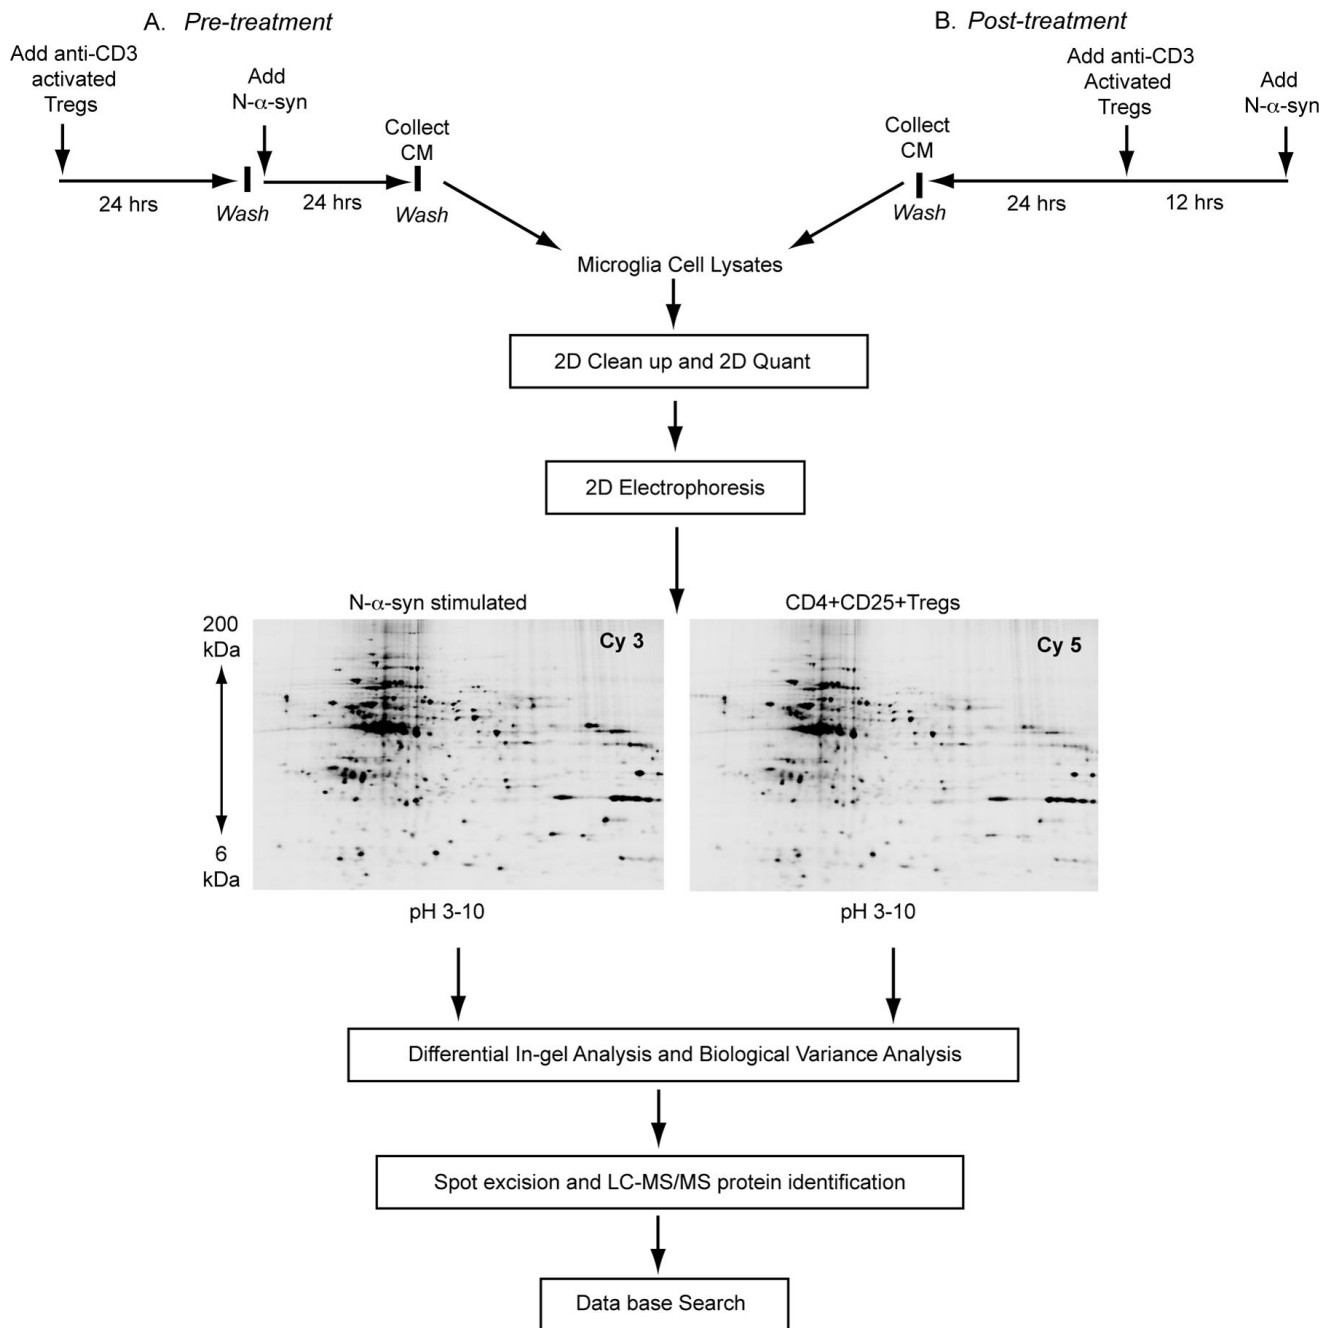 A. Pre-treatment
Add anti-CD3
activated
Tregs
Add
N-α-syn
Collect
CM
24 hrs
Wash
24 hrs
Wash
B. Post-treatment
Add anti-CD3
Activated
Tregs
Add
N-α-syn
Collect
CM
Wash
24 hrs
12 hrs
Microglia Cell Lysates
2D Clean up and 2D Quant
2D Electrophoresis
N-α-syn stimulated
CD4+CD25+Tregs
200
kDa
Cy 3
Cy 5
6
kDa
pH 3-10
pH 3-10
Differential In-gel Analysis and Biological Variance Analysis
Spot excision and LC-MS/MS protein identification
Data base Search